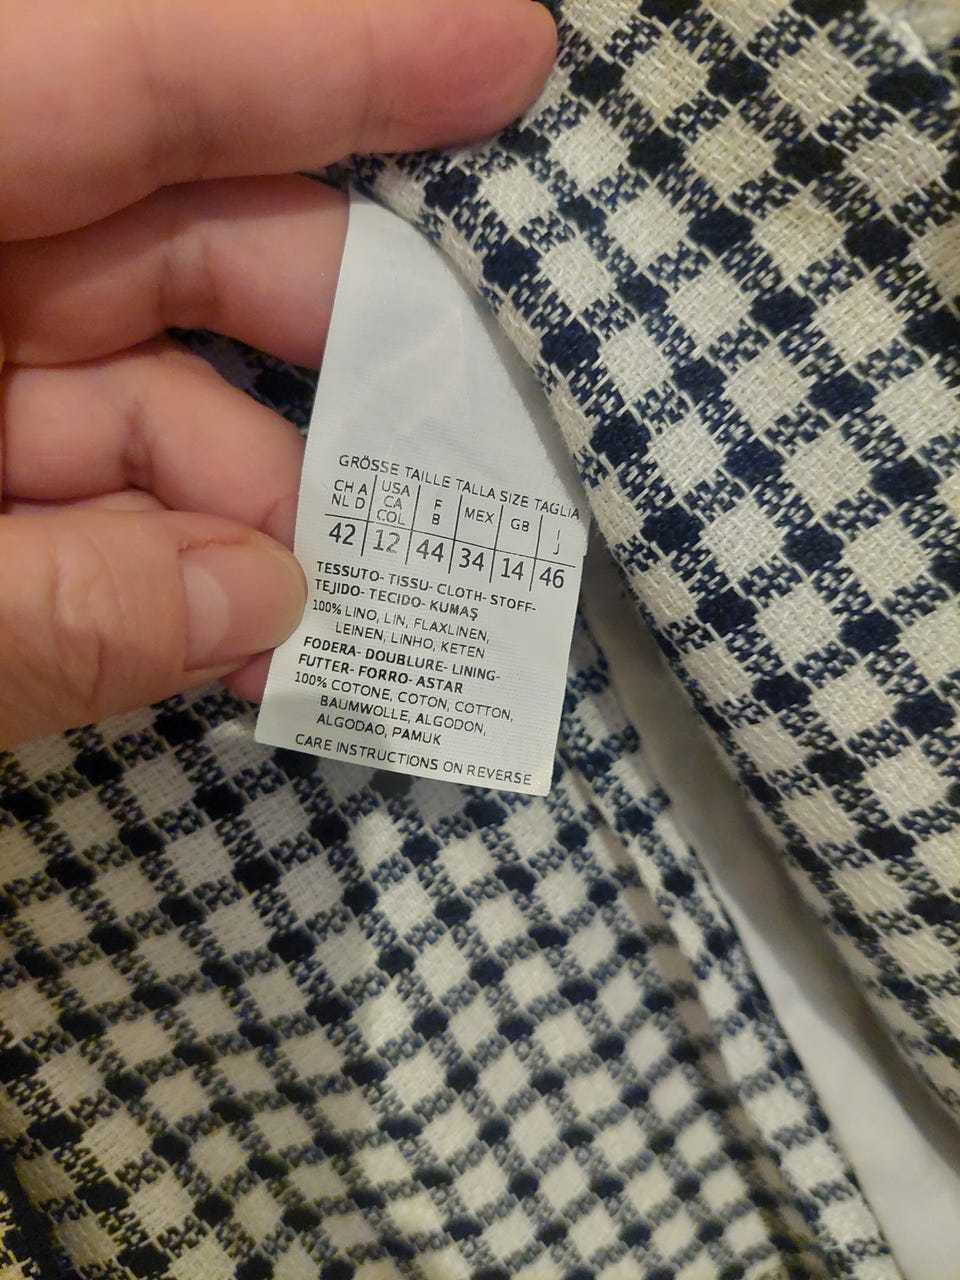 GRÖSSE TAILLE TALLA SIZE TAGLIA
CH A NL D | USA CA COL | F B | MEX | GB | I J
42 | 12 | 44 | 34 | 14 | 46
TESSUTO- TISSU- CLOTH- STOFF-
TEJIDO- TECIDO- KUMAŞ
100% LINO, LIN, FLAXLINEN,
LEINEN, LINHO, KETEN
FODERA- DOUBLURE- LINING-
FUTTER- FORRO- ASTAR
100% COTONE, COTON, COTTON,
BAUMWOLLE, ALGODON,
ALGODAO, PAMUK
CARE INSTRUCTIONS ON REVERSE